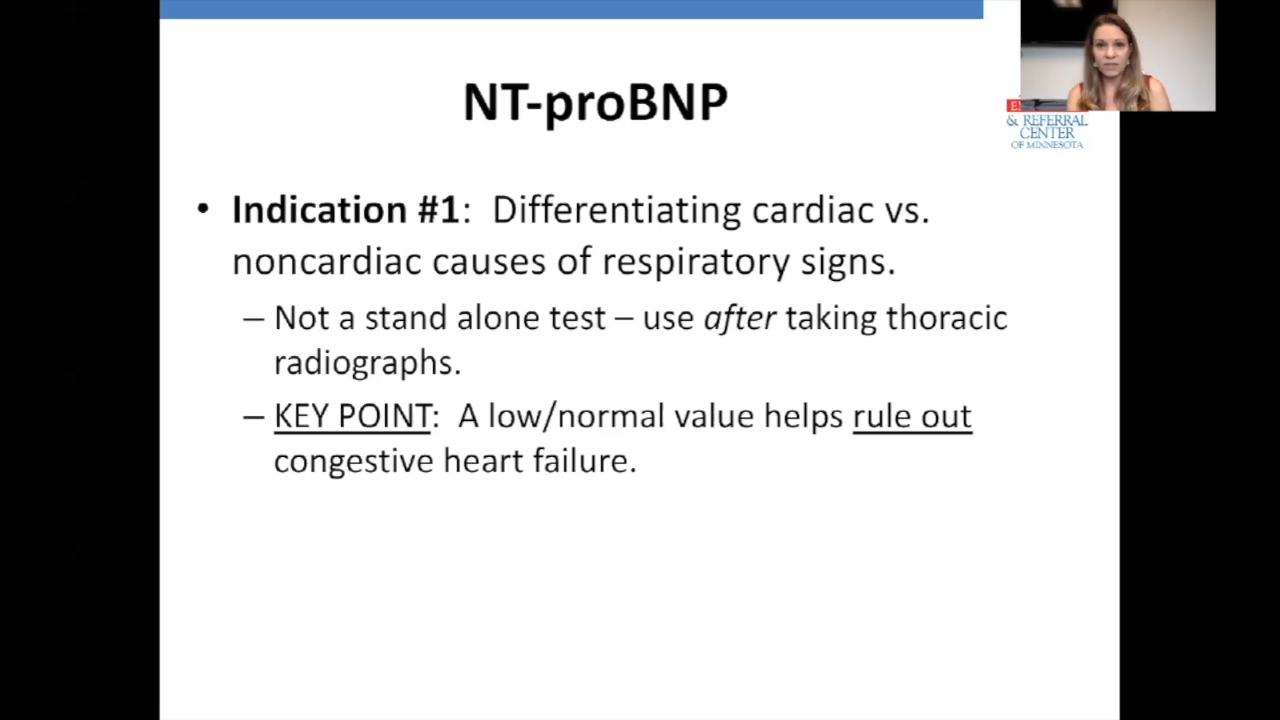 NT-proBNP
& REFERRAL
CENTER
OF MINNESOTA
• Indication #1: Differentiating cardiac vs.
noncardiac causes of respiratory signs.
– Not a stand alone test – use after taking thoracic
radiographs.
– KEY POINT: A low/normal value helps rule out
congestive heart failure.